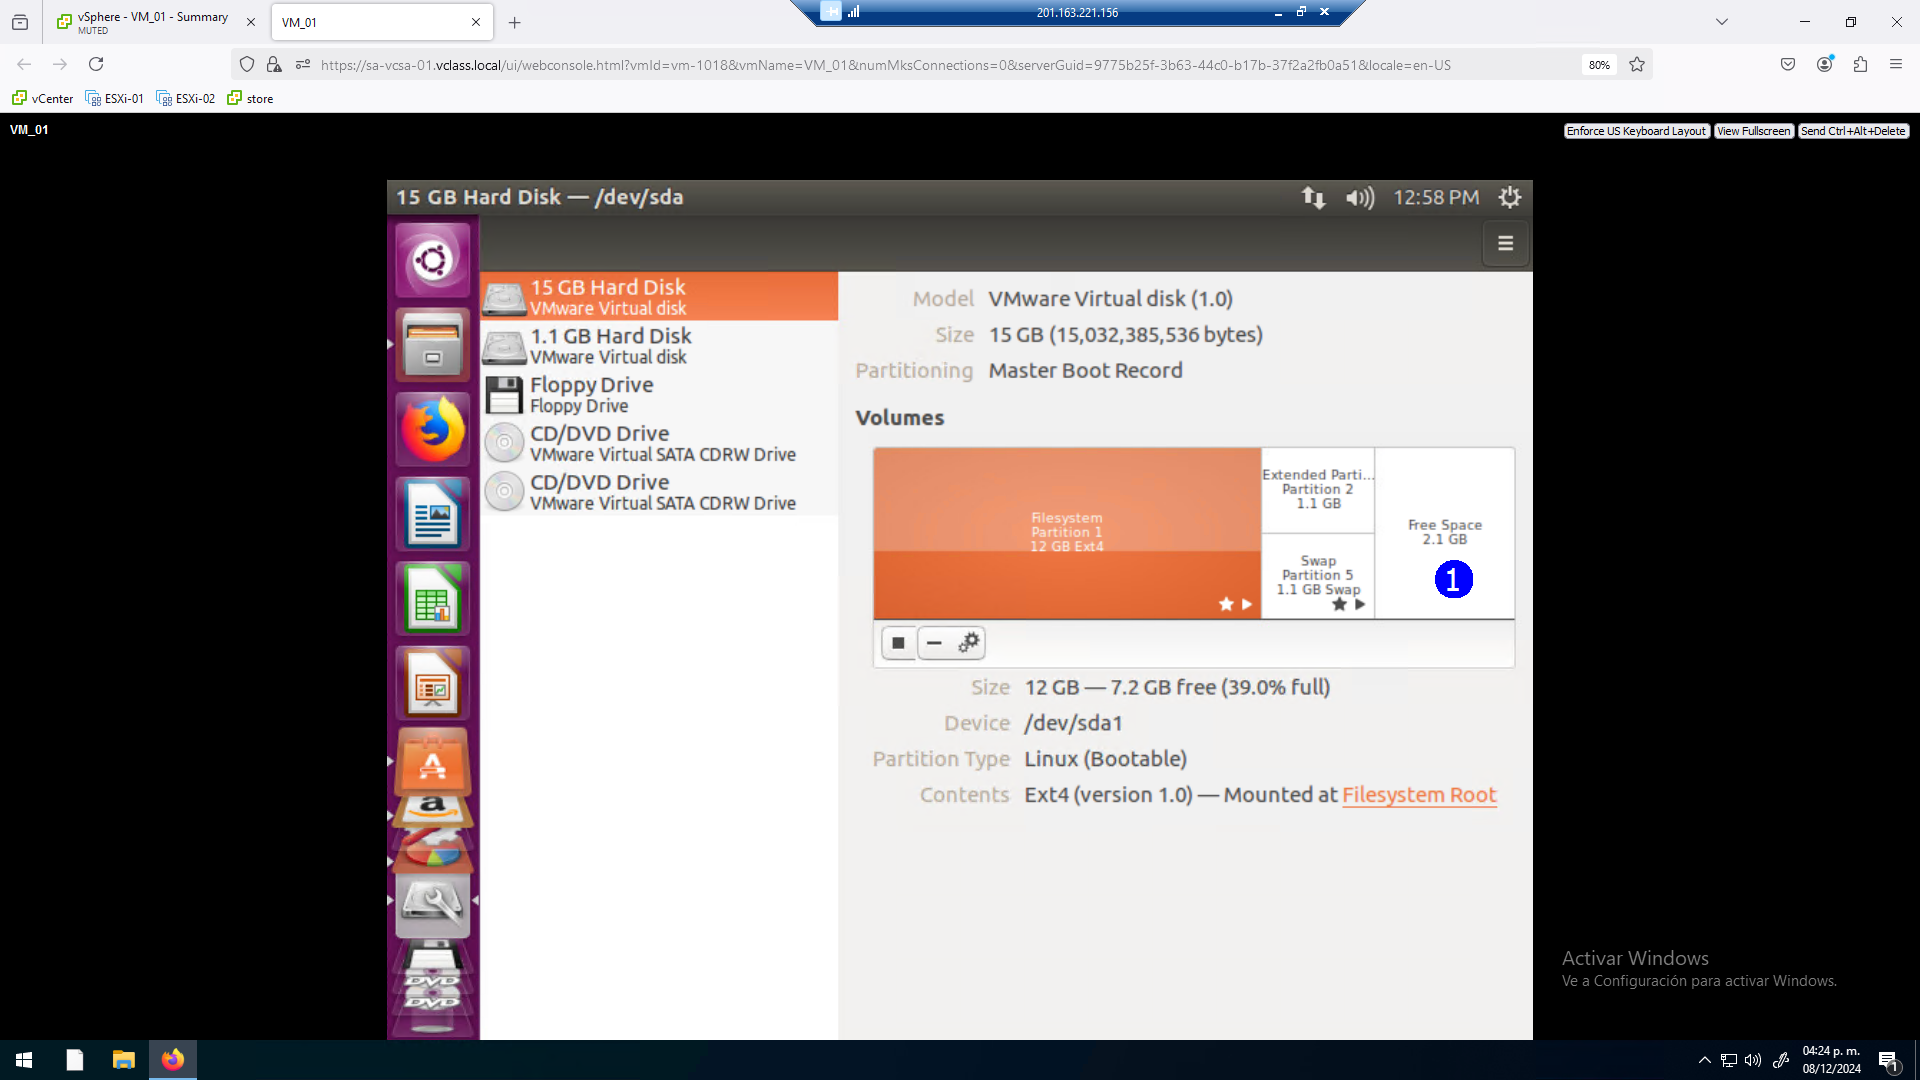 vSphere - VM_01 - Summary
MUTED
VM_01
201.163.221.156
https://sa-vcsa-01.vclass.local/ui/webconsole.html?vmId=vm-1018&vmName=VM_01&numMksConnections=0&serverGuid=9775b25f-3b63-44c0-b17b-37f2a2fb0a51&locale=en-US
80%
vCenter
ESXi-01
ESXi-02
store
VM_01
Enforce US Keyboard Layout
View Fullscreen
Send Ctrl+Alt+Delete
15 GB Hard Disk — /dev/sda
12:58 PM
15 GB Hard Disk
VMware Virtual disk
1.1 GB Hard Disk
VMware Virtual disk
Floppy Drive
Floppy Drive
CD/DVD Drive
VMware Virtual SATA CDRW Drive
CD/DVD Drive
VMware Virtual SATA CDRW Drive
Model VMware Virtual disk (1.0)
Size 15 GB (15,032,385,536 bytes)
Partitioning Master Boot Record
Volumes
Filesystem
Partition 1
12 GB Ext4
Extended Parti...
Partition 2
1.1 GB
Swap
Partition 5
1.1 GB Swap
Free Space
2.1 GB
1
Size 12 GB — 7.2 GB free (39.0% full)
Device /dev/sda1
Partition Type Linux (Bootable)
Contents Ext4 (version 1.0) — Mounted at Filesystem Root
A
a
DVD
DVD
Activar Windows
Ve a Configuración para activar Windows.
04:24 p. m.
08/12/2024
1